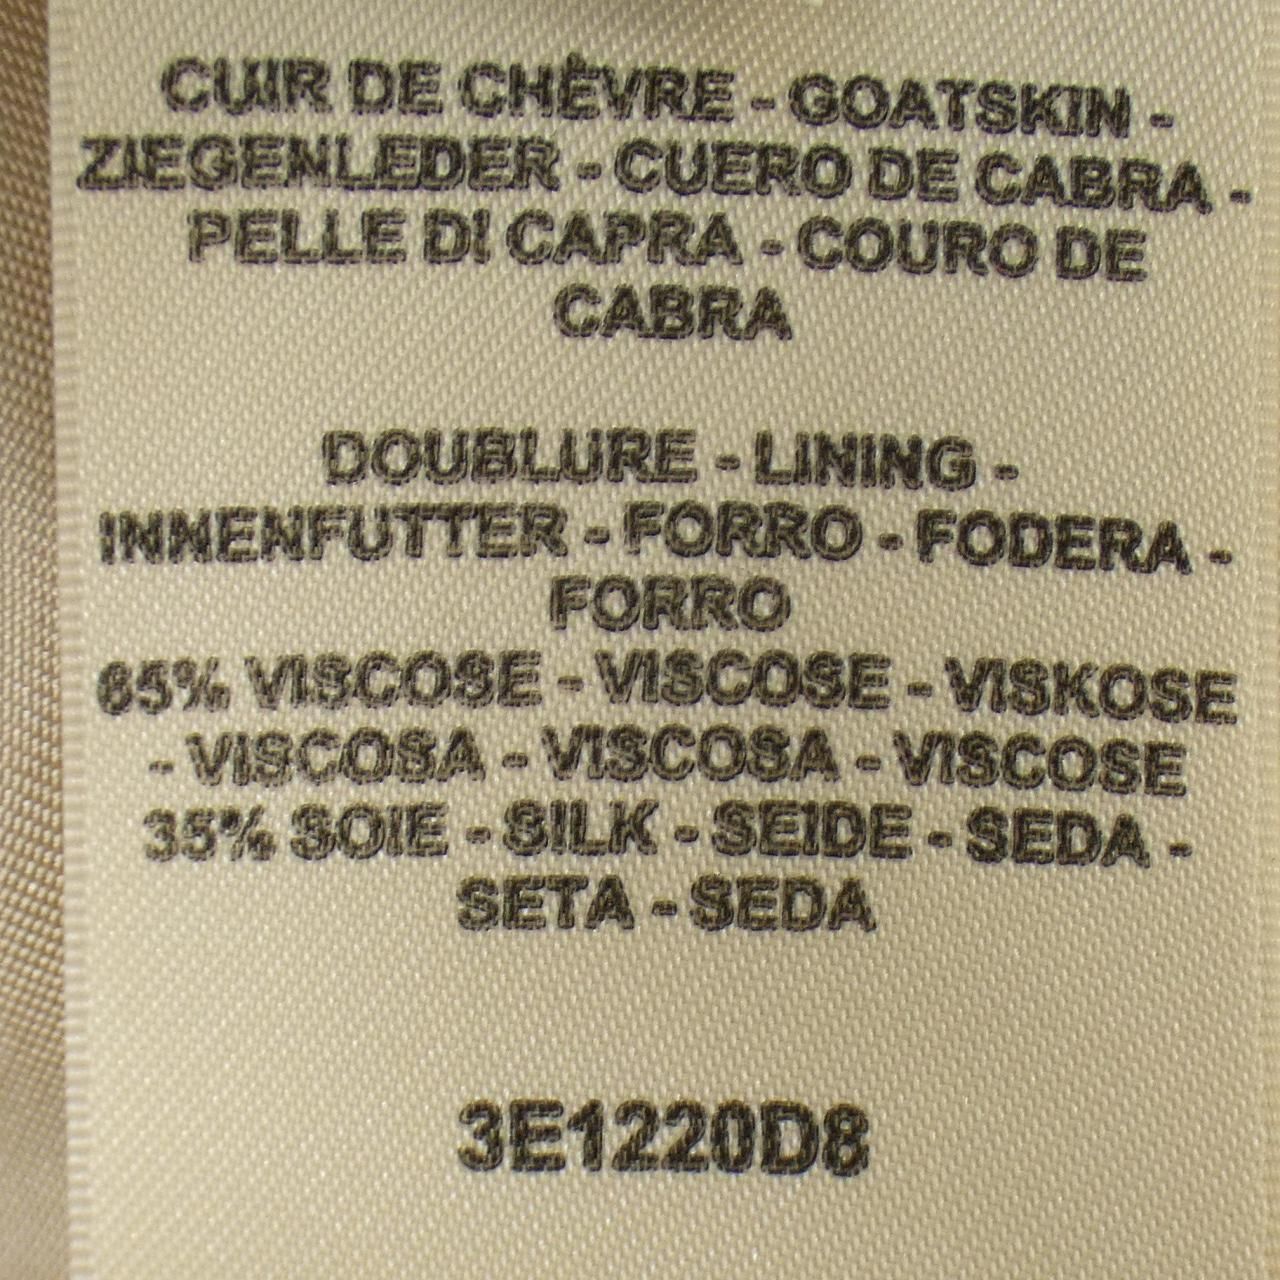 CUIR DE CHÈVRE - GOATSKIN -
ZIEGENLEDER - CUERO DE CABRA -
PELLE DI CAPRA - COURO DE
CABRA
DOUBLURE - LINING -
INNENFUTTER - FORRO - FODERA -
FORRO
65% VISCOSE - VISCOSE - VISKOSE
- VISCOSA - VISCOSA - VISCOSE
35% SOIE - SILK - SEIDE - SEDA -
SETA - SEDA
3E1220D8